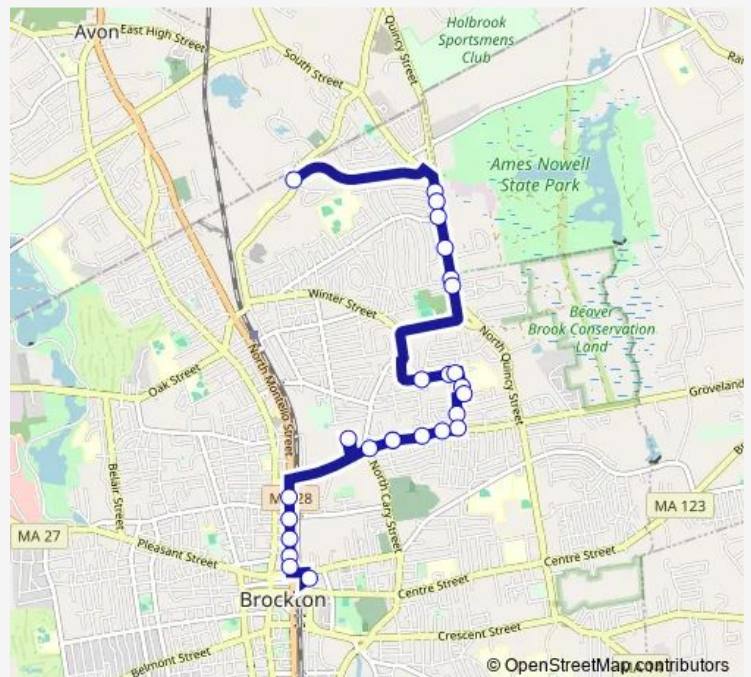 Holbrook
Sportsmens
Club
Avon
East High Street
South Street
Quincy Street
Ames Nowell
State Park
Winter Street
Beaver
Brook Conservation
Land
North Quincy Street
North Montello Street
Oak Street
Groveland
Belair Street
North Cary Street
MA 28
MA 123
MA 27
Pleasant Street
Centre Street
Centre Street
Brockton
Crescent Street
Belmont Street
© OpenStreetMap contributors